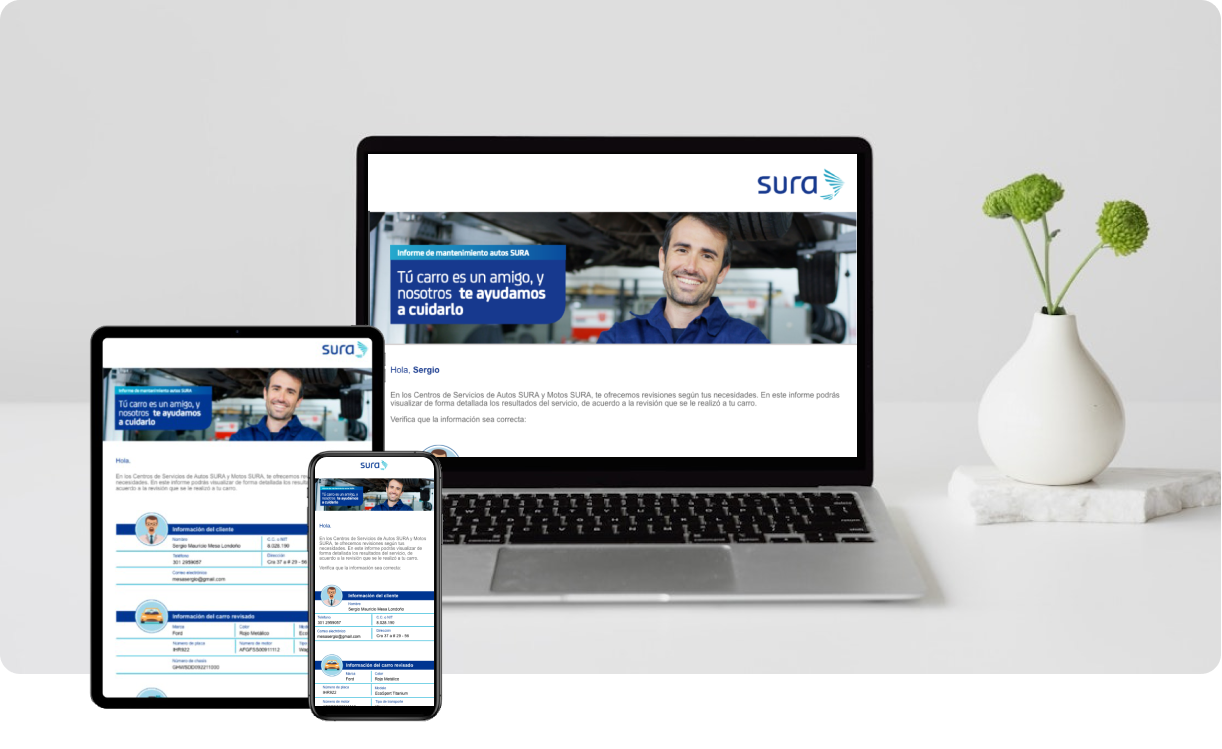 sura
Informe de mantenimiento autos SURA
Tú carro es un amigo, y
nosotros te ayudamos
a cuidarlo
Hola, Sergio
En los Centros de Servicios de Autos SURA y Motos SURA, te ofrecemos revisiones según tus necesidades. En este informe podrás
visualizar de forma detallada los resultados del servicio, de acuerdo a la revisión que se le realizó a tu carro.
Verifica que la información sea correcta:
sura
Informe de mantenimiento autos SURA
Tú carro es un amigo, y
nosotros te ayudamos
a cuidarlo
Hola,
En los Centros de Servicios de Autos SURA y Motos SURA, te ofrecemos
necesidades. En este informe podrás visualizar de forma detallada los
acuerdo a la revisión que se le realizó a tu carro.
Información del cliente
Nombre
C.C. o NIT
Sergio Mauricio Mesa Londoño
8.028.190
Teléfono
Dirección
301 2959057
Cra 37 a # 29 - 56
Correo electrónico
mesasergio@gmail.com
Información del carro revisado
Marca
Color
Ford
Rojo Metálico
Número de placa
Número de motor
IHR922
Número de chasis
sura
Tú carro es un amigo, y
nosotros te ayudamos
a cuidarlo
Hola,
En los Centros de Servicios de Autos SURA y Motos
SURA, te ofrecemos revisiones según tus
necesidades. En este informe podrás visualizar de
forma detallada los resultados del servicio, de
acuerdo a la revisión que se le realizó a tu carro.
Verifica que la información sea correcta:
Información del cliente
Nombre
Sergio Mauricio Mesa Londoño
Teléfono
C.C. o NIT
301 2959057
8.028.190
Correo electrónico
Dirección
mesasergio@gmail.com
Cra 37 a # 29 - 56
Información del carro revisado
Marca
Color
Ford
Rojo Metálico
Número de placa
Modelo
IHR922
EcoSport Titanium
Número de motor
Tipo de transporte